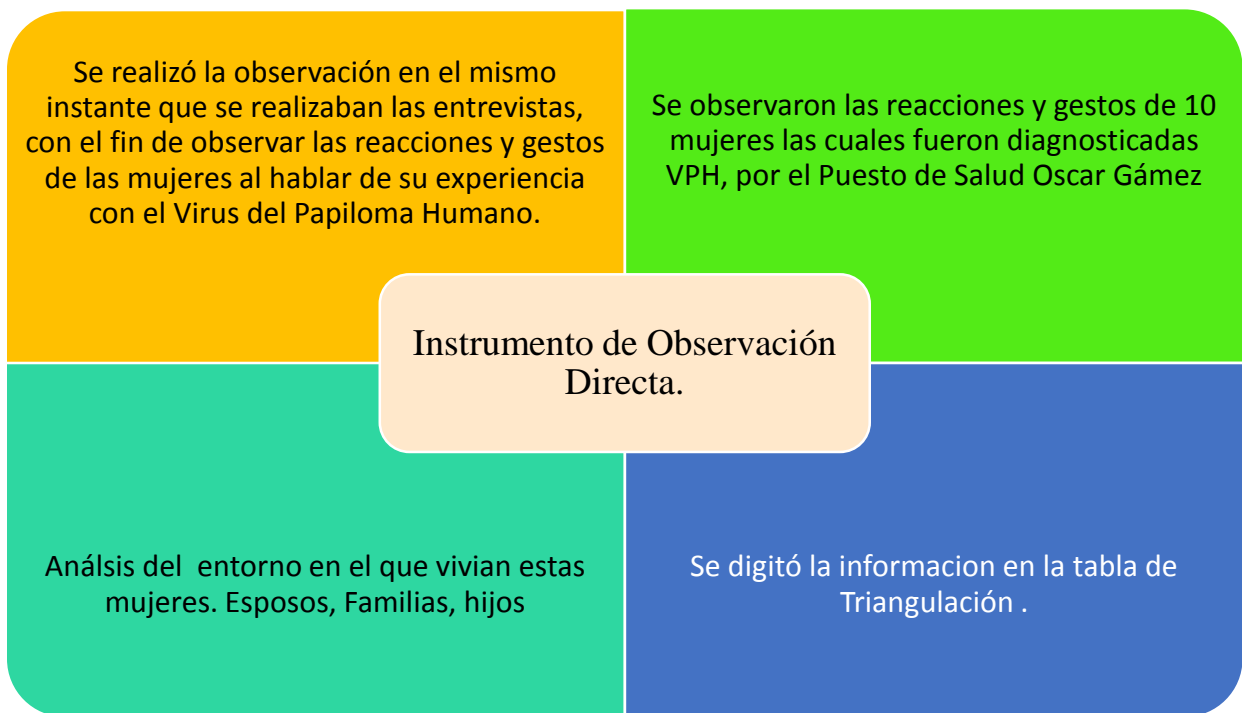 Se realizó la observación en el mismo
instante que se realizaban las entrevistas,
con el fin de observar las reacciones y gestos
de las mujeres al hablar de su experiencia
con el Virus del Papiloma Humano.
Se observaron las reacciones y gestos de 10
mujeres las cuales fueron diagnosticadas
VPH, por el Puesto de Salud Oscar Gámez
Instrumento de Observación
Directa.
Análsis del entorno en el que vivian estas
mujeres. Esposos, Familias, hijos
Se digitó la informacion en la tabla de
Triangulación .